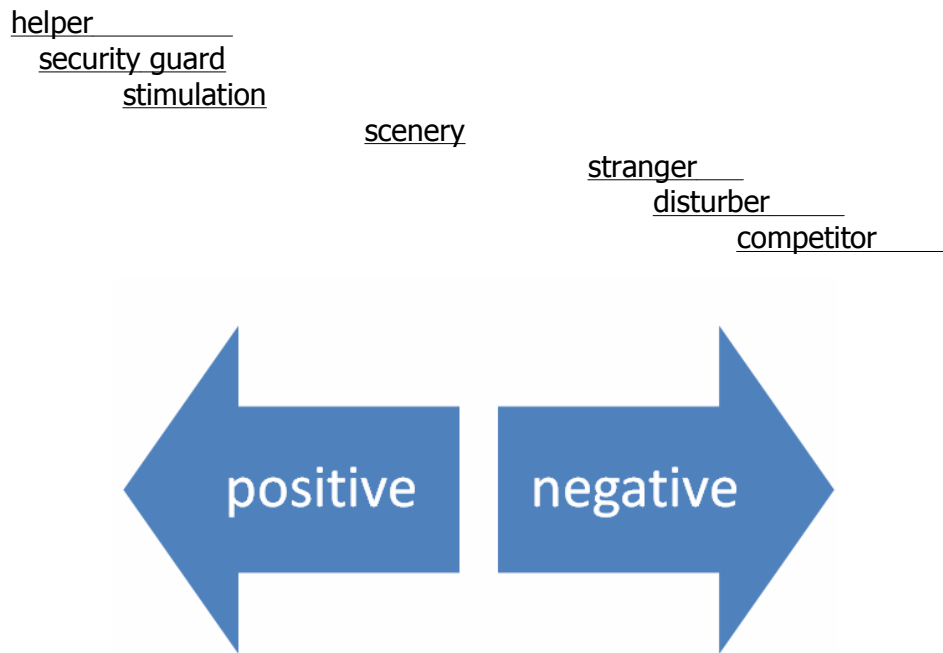 helper
security guard
stimulation
scenery
stranger
disturber
competitor
positive negative